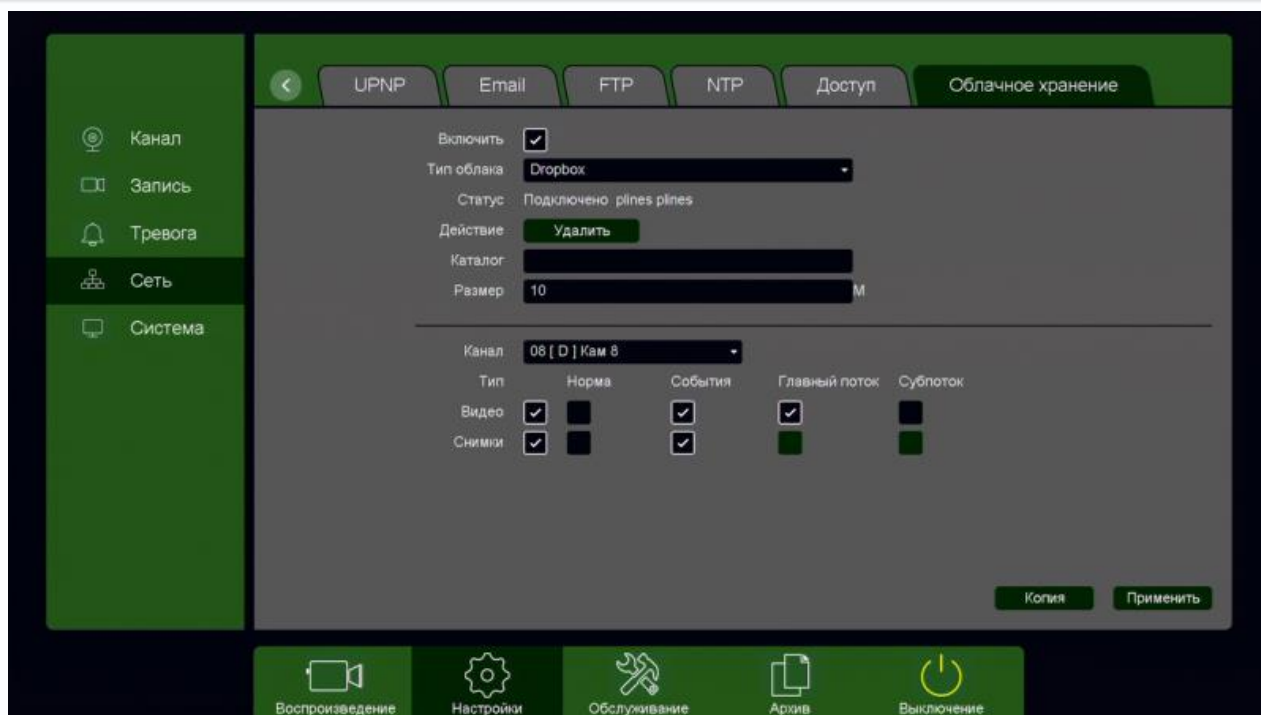 UPNP Email FTP NTP Доступ Облачное хранение
Канал
Запись
Тревога
Сеть
Система
Включить
Тип облака Dropbox
Статус Подключено plines plines
Действие Удалить
Каталог
Размер 10 M
Канал 08 [ D ] Кам 8
Тип Норма События Главный поток Субпоток
Видео
Снимки
Копия Применить
Воспроизведение Настройки Обслуживание Архив Выключение